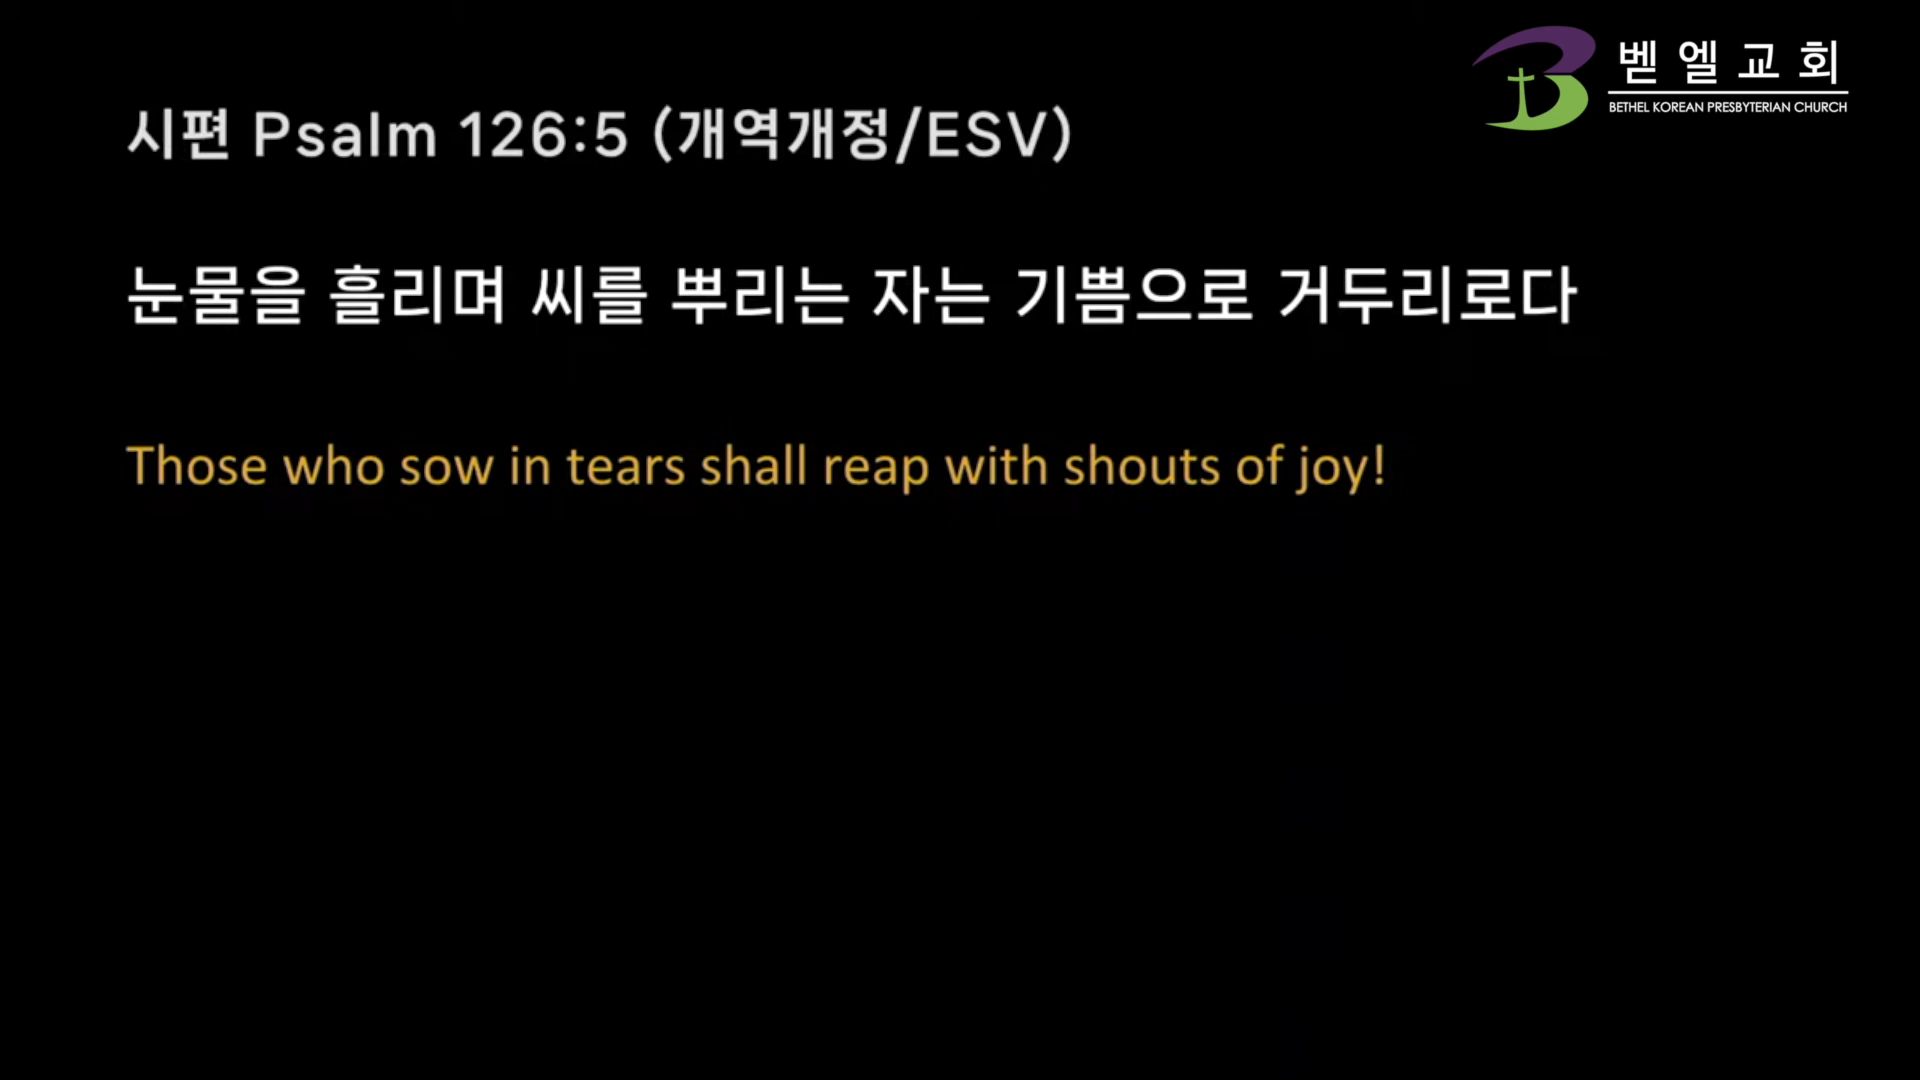 벧엘교회
BETHEL KOREAN PRESBYTERIAN CHURCH
시편 Psalm 126:5 (개역개정/ESV)
눈물을 흘리며 씨를 뿌리는 자는 기쁨으로 거두리로다
Those who sow in tears shall reap with shouts of joy!